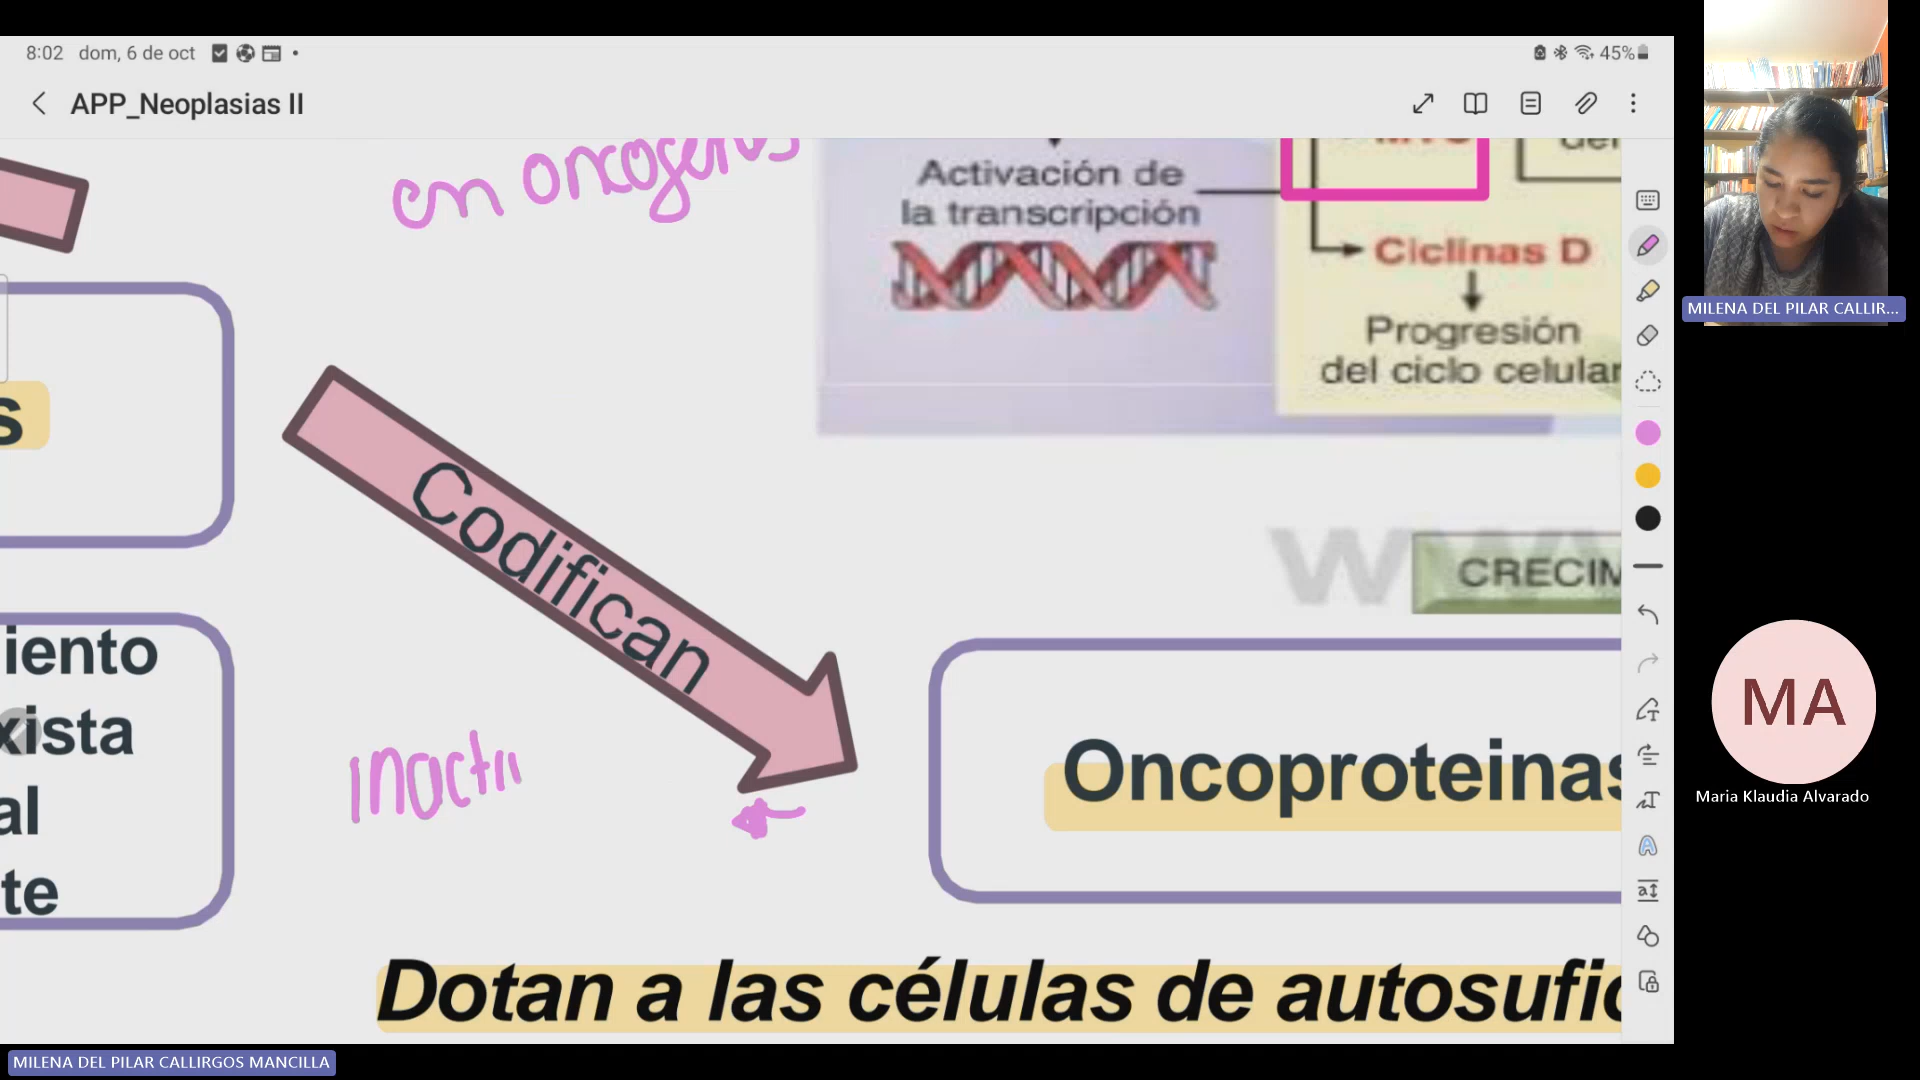 8:02 dom, 6 de oct
45%
APP_Neoplasias II
en oncogenes
Activación de
la transcripción
Ciclinas D
Progresión
del ciclo celular
s
Codifican
CRECIM
iento
xista
al
te
Inacti
Oncoproteinas
Dotan a las células de autosufic
MILENA DEL PILAR CALLIRGOS MANCILLA
MILENA DEL PILAR CALLIR...
MA
Maria Klaudia Alvarado